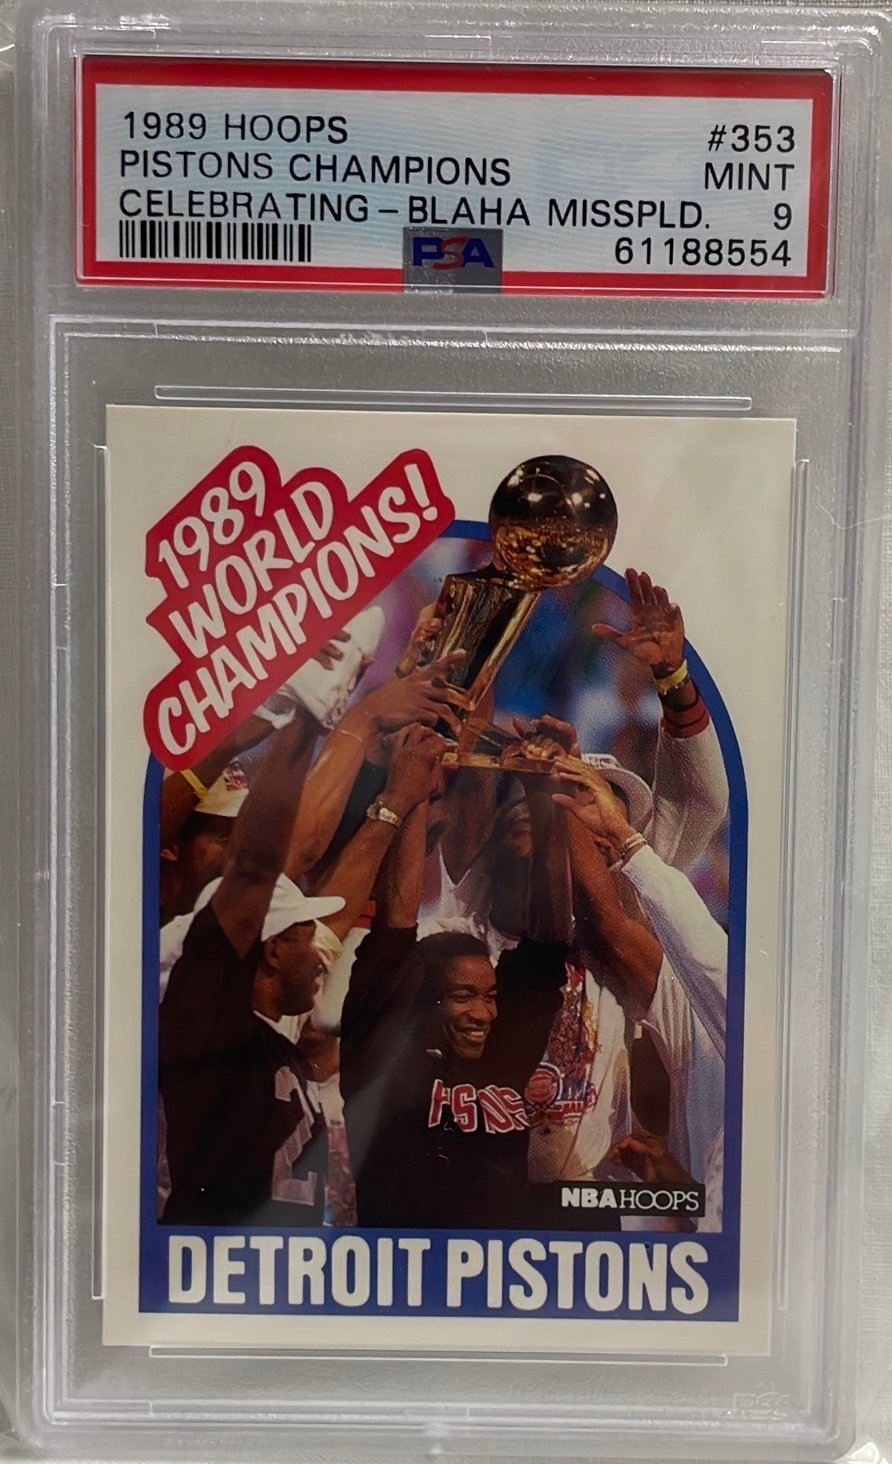 1989 HOOPS #353
PISTONS CHAMPIONS MINT
CELEBRATING - BLAHA MISSPLD. 9
PSA 61188554
1989
WORLD
CHAMPIONS!
2
NBA HOOPS
DETROIT PISTONS